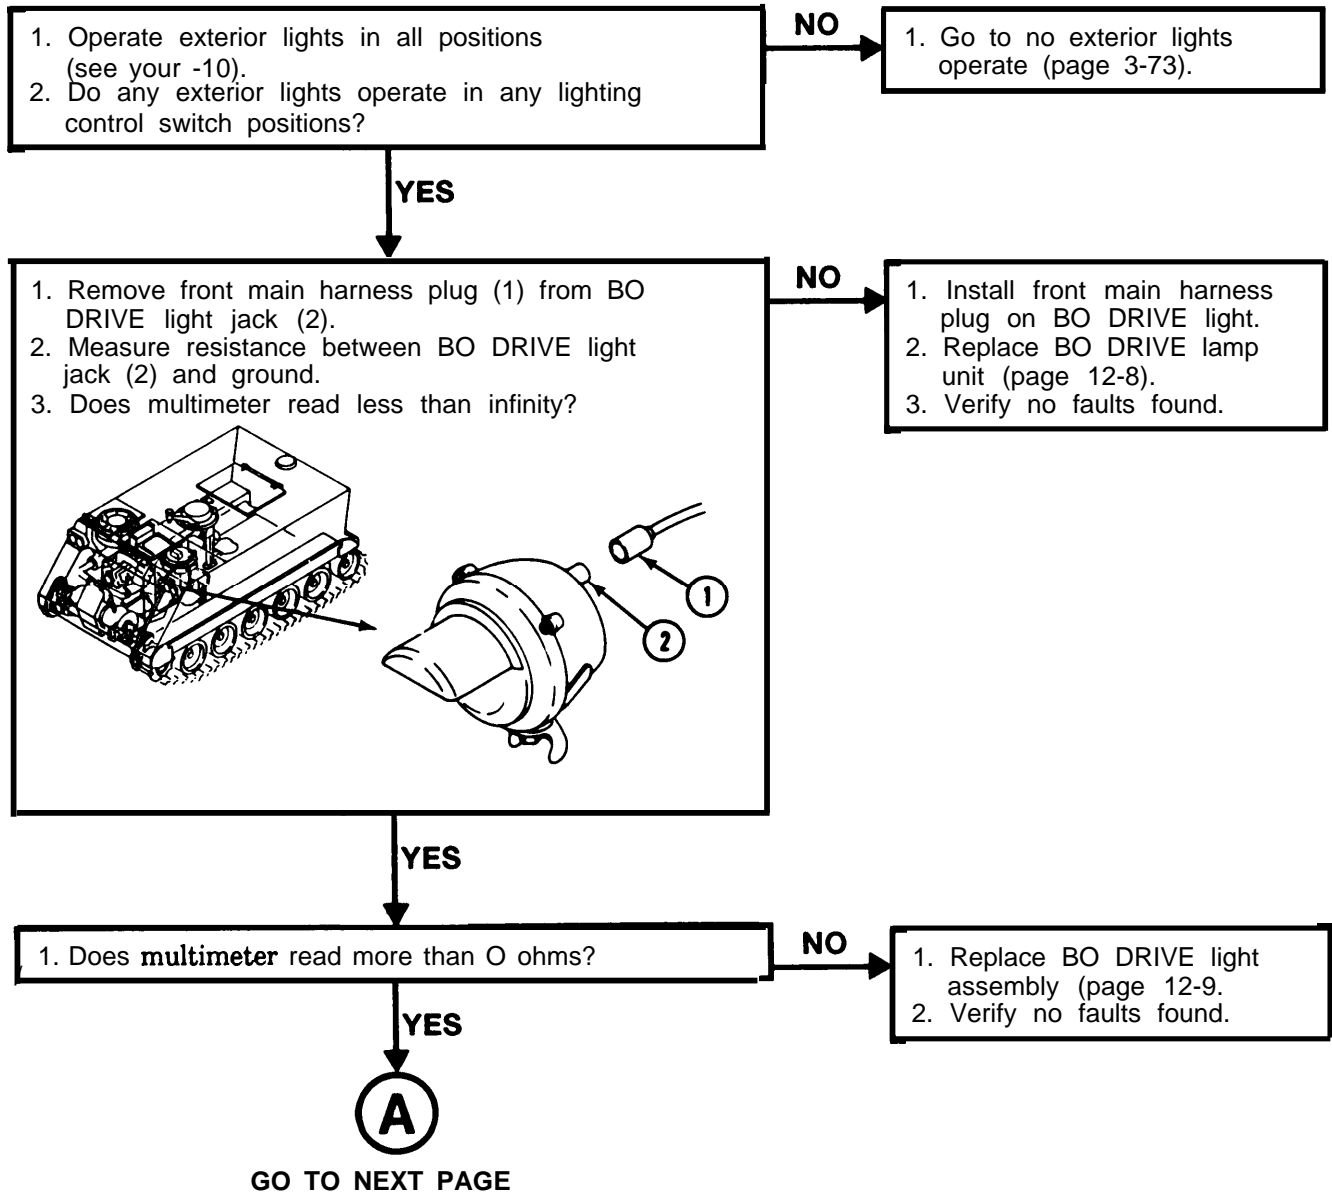 1. Operate exterior lights in all positions
(see your -10).
2. Do any exterior lights operate in any lighting
control switch positions?
NO
1. Go to no exterior lights
operate (page 3-73).
YES
1. Remove front main harness plug (1) from BO
DRIVE light jack (2).
2. Measure resistance between BO DRIVE light
jack (2) and ground.
3. Does multimeter read less than infinity?
NO
1. Install front main harness
plug on BO DRIVE light.
2. Replace BO DRIVE lamp
unit (page 12-8).
3. Verify no faults found.
1
2
YES
1. Does multimeter read more than O ohms?
NO
1. Replace BO DRIVE light
assembly (page 12-9.
2. Verify no faults found.
YES
A
GO TO NEXT PAGE